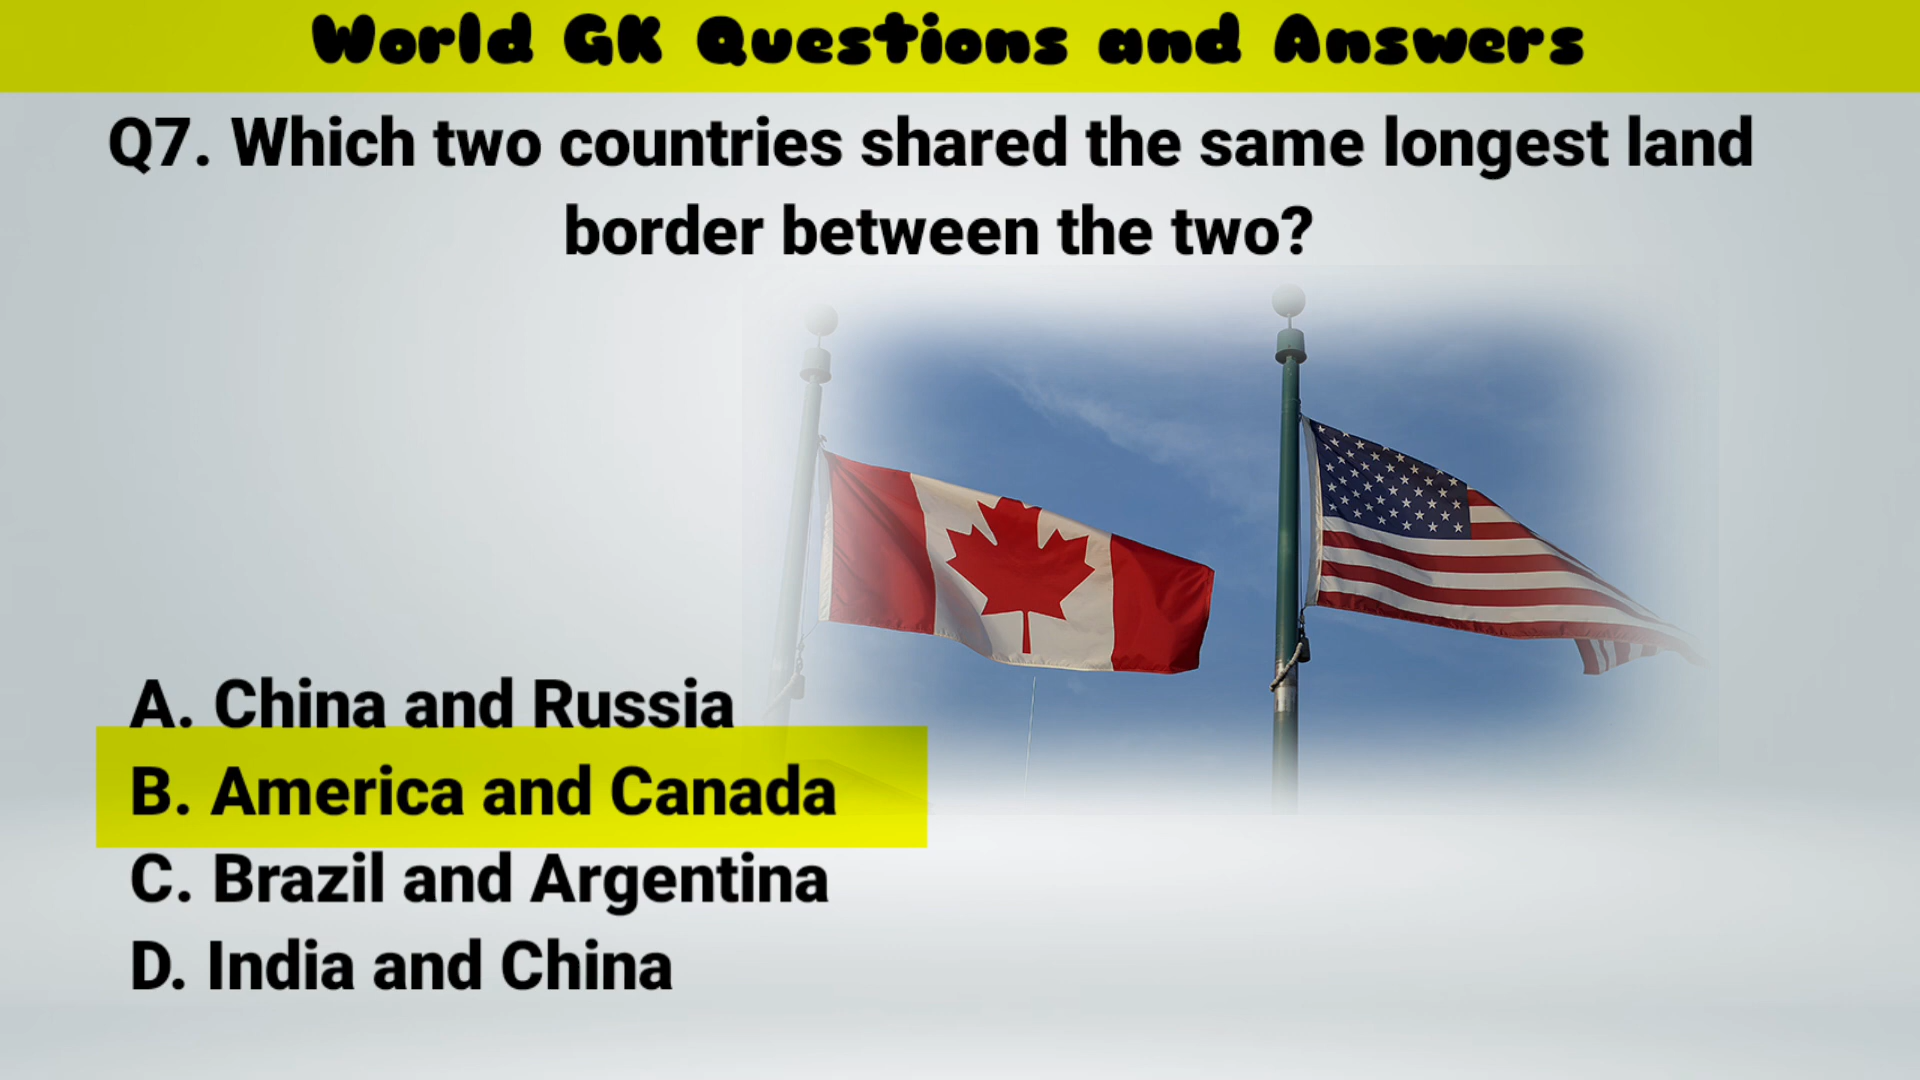 World GK Questions and Answers
Q7. Which two countries shared the same longest land
border between the two?
A. China and Russia
B. America and Canada
C. Brazil and Argentina
D. India and China